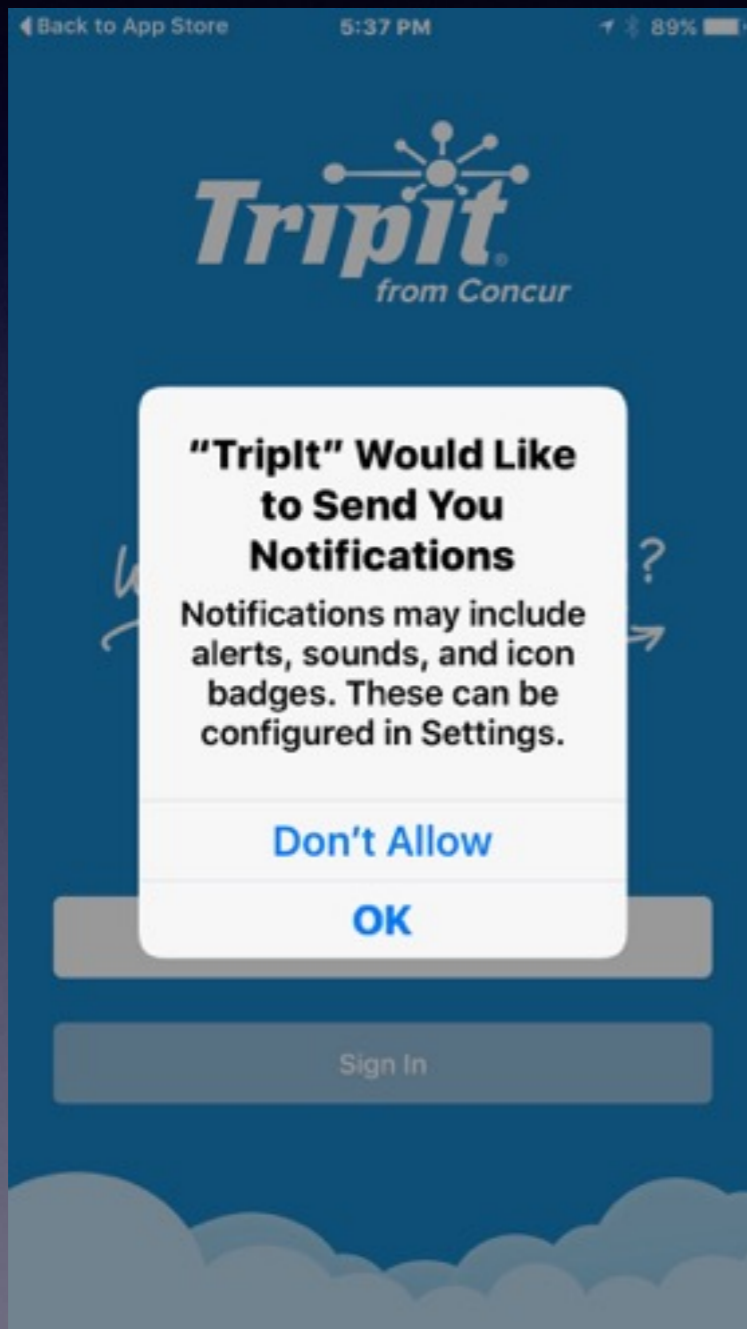 Back to App Store 5:37 PM 89%
TripIt®
from Concur
“TripIt” Would Like
to Send You
Notifications
?
Notifications may include
alerts, sounds, and icon
badges. These can be
configured in Settings.
Don’t Allow
OK
Sign In